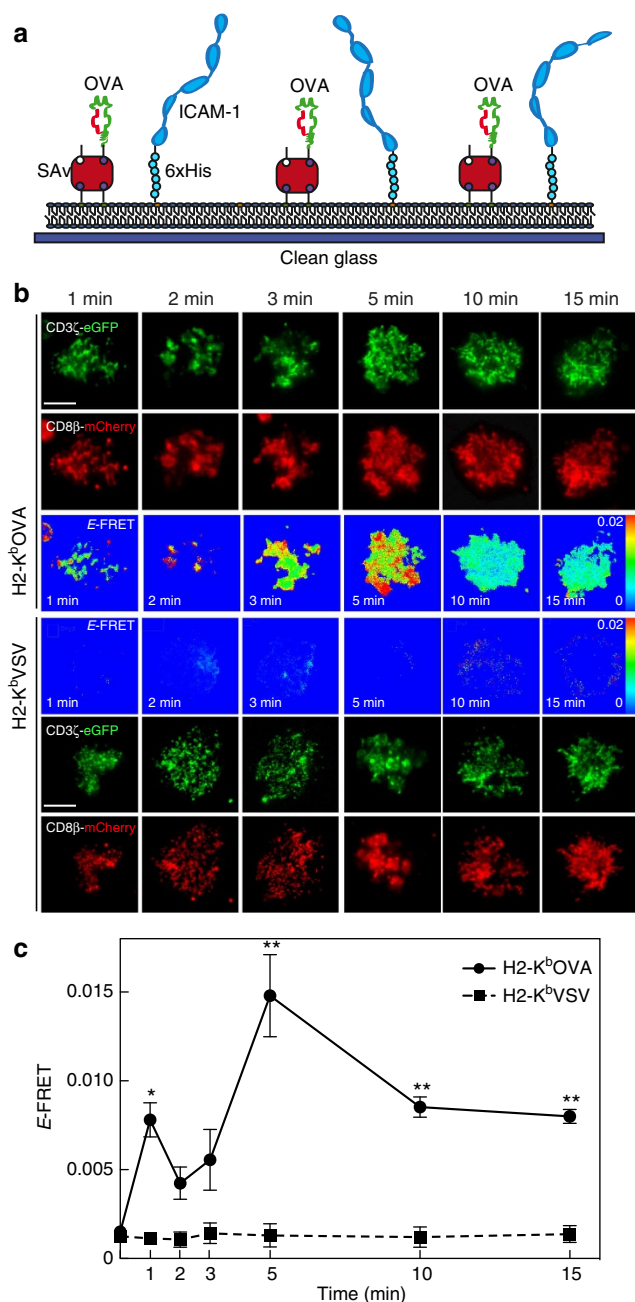 a
OVA
OVA
OVA
ICAM-1
SAv
6xHis
Clean glass
b
1 min 2 min 3 min 5 min 10 min 15 min
H2-KᵇOVA
CD3ζ-eGFP
CD8β-mCherry
E-FRET
0.02
1 min 2 min 3 min 5 min 10 min 15 min 0
H2-KᵇVSV
E-FRET
0.02
1 min 2 min 3 min 5 min 10 min 15 min 0
CD3ζ-eGFP
CD8β-mCherry
c
**
H2-KᵇOVA
H2-KᵇVSV
0.015
E-FRET
0.010
*
**
**
0.005
0
1 2 3 5 10 15
Time (min)